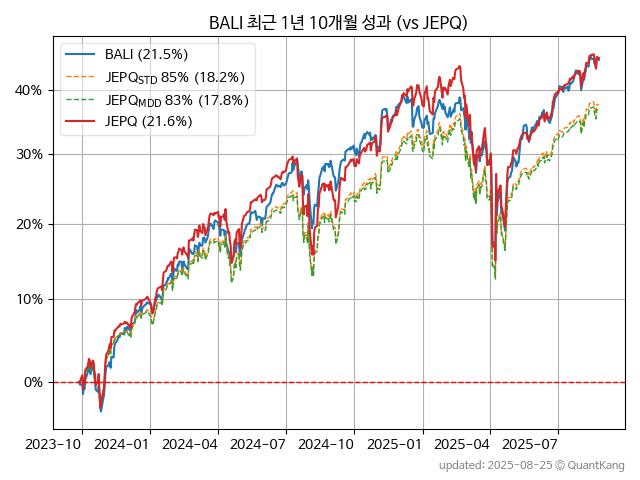 BALI 최근 1년 10개월 성과 (vs JEPQ)
BALI (21.5%)
JEPQSTD 85% (18.2%)
JEPQMDD 83% (17.8%)
JEPQ (21.6%)
40%
30%
20%
10%
0%
2023-10 2024-01 2024-04 2024-07 2024-10 2025-01 2025-04 2025-07
updated: 2025-08-25 © QuantKang